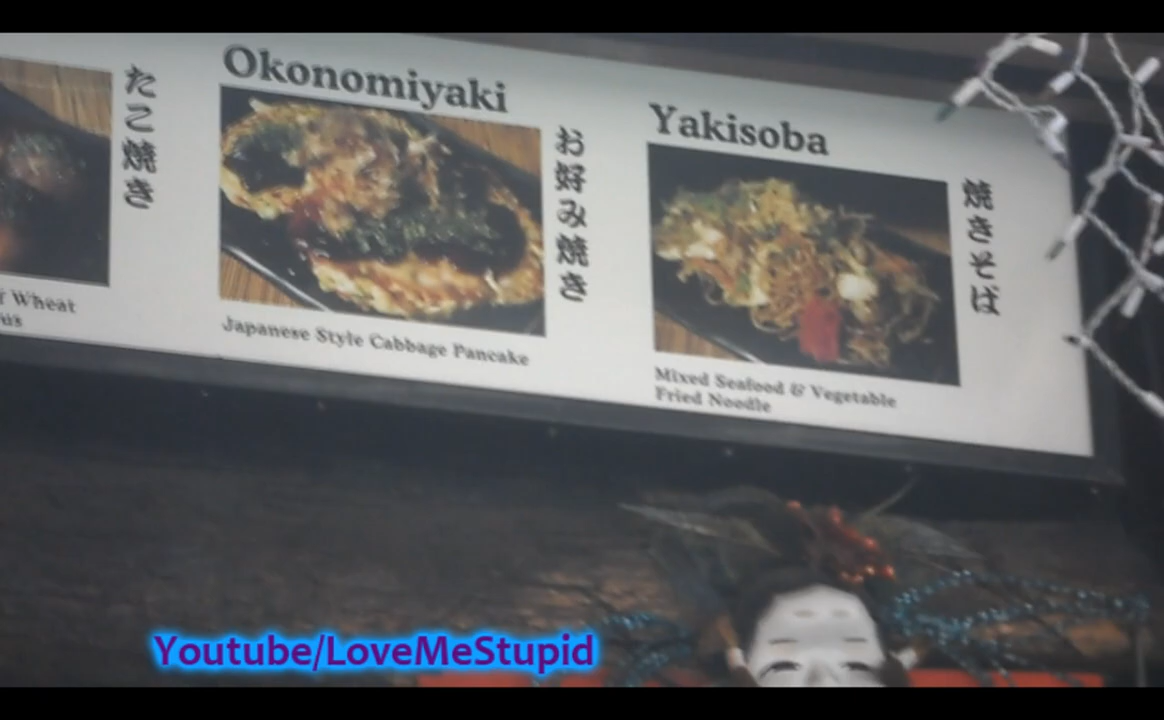 たこ焼き
f Wheat
Okonomiyaki
お好み焼き
Japanese Style Cabbage Pancake
Yakisoba
焼きそば
Mixed Seafood & Vegetable
Fried Noodle
Youtube/LoveMeStupid